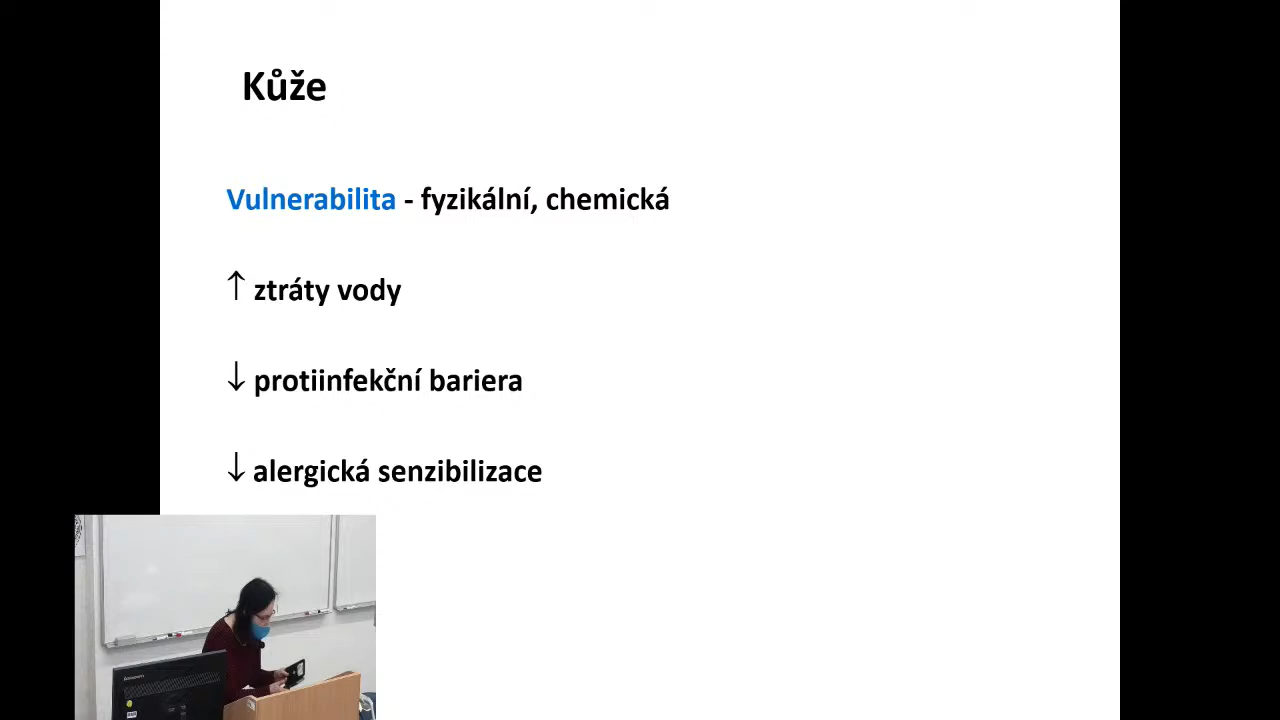 Kůže
Vulnerabilita - fyzikální, chemická
↑ ztráty vody
↓ protiinfekční bariera
↓ alergická senzibilizace